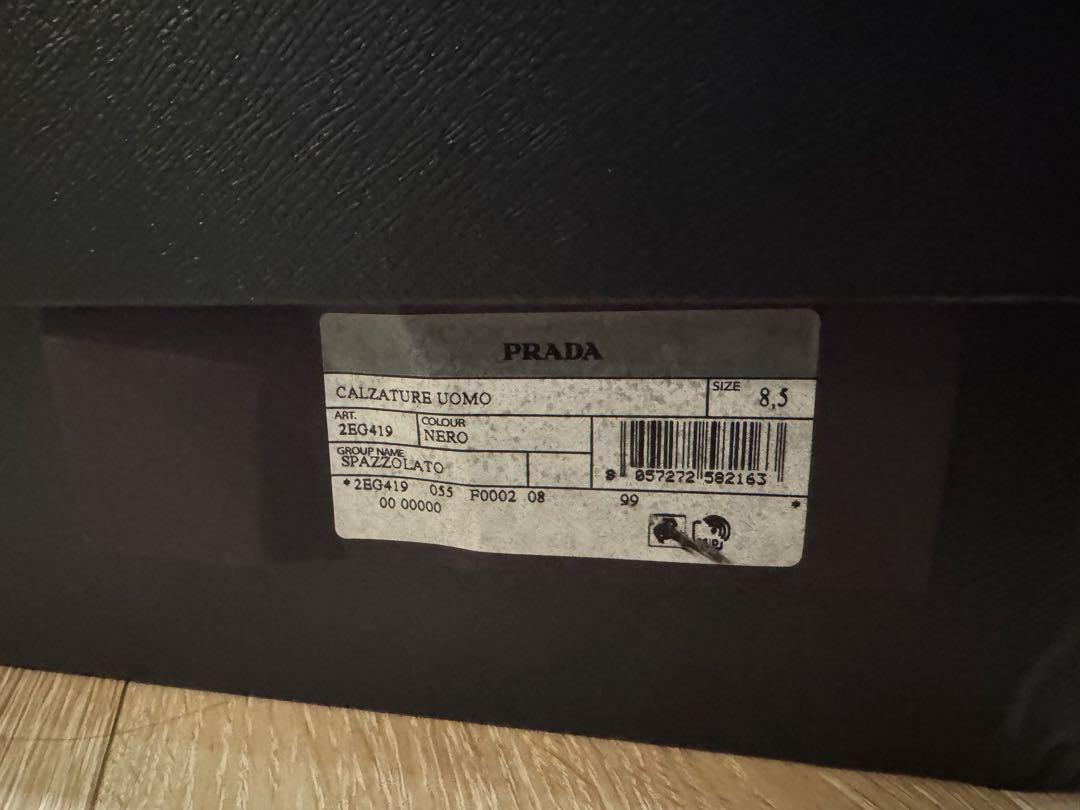 PRADA
CALZATURE UOMO
SIZE
8,5
ART.
2EG419
COLOUR
NERO
GROUP NAME
SPAZZOLATO
8 057272 582163
*2EG419 055 F0002 08 99 *
00 00000